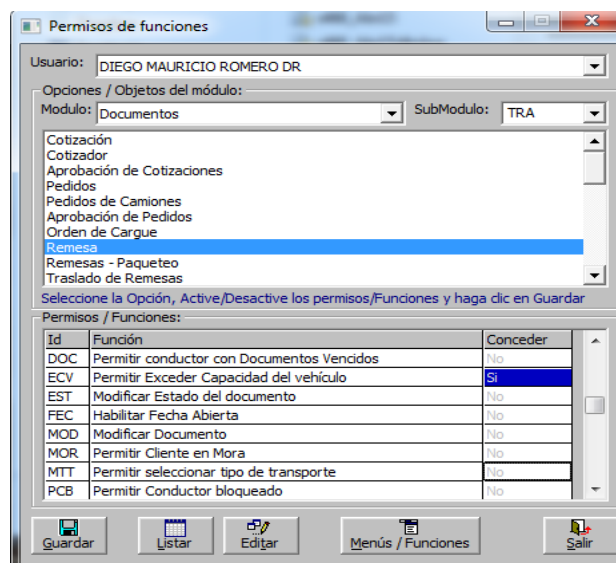 Permisos de funciones
Usuario: DIEGO MAURICIO ROMERO DR
Opciones / Objetos del módulo:
Modulo: Documentos SubModulo: TRA
Cotización
Cotizador
Aprobación de Cotizaciones
Pedidos
Pedidos de Camiones
Aprobación de Pedidos
Orden de Cargue
Remesa
Remesas - Paqueteo
Traslado de Remesas
Seleccione la Opción, Active/Desactive los permisos/Funciones y haga clic en Guardar
Permisos / Funciones:
Id Función Conceder
DOC Permitir conductor con Documentos Vencidos No
ECV Permitir Exceder Capacidad del vehículo Si
EST Modificar Estado del documento No
FEC Habilitar Fecha Abierta No
MOD Modificar Documento No
MOR Permitir Cliente en Mora No
MTT Permitir seleccionar tipo de transporte No
PCB Permitir Conductor bloqueado No
Guardar Listar Editar Menús / Funciones Salir